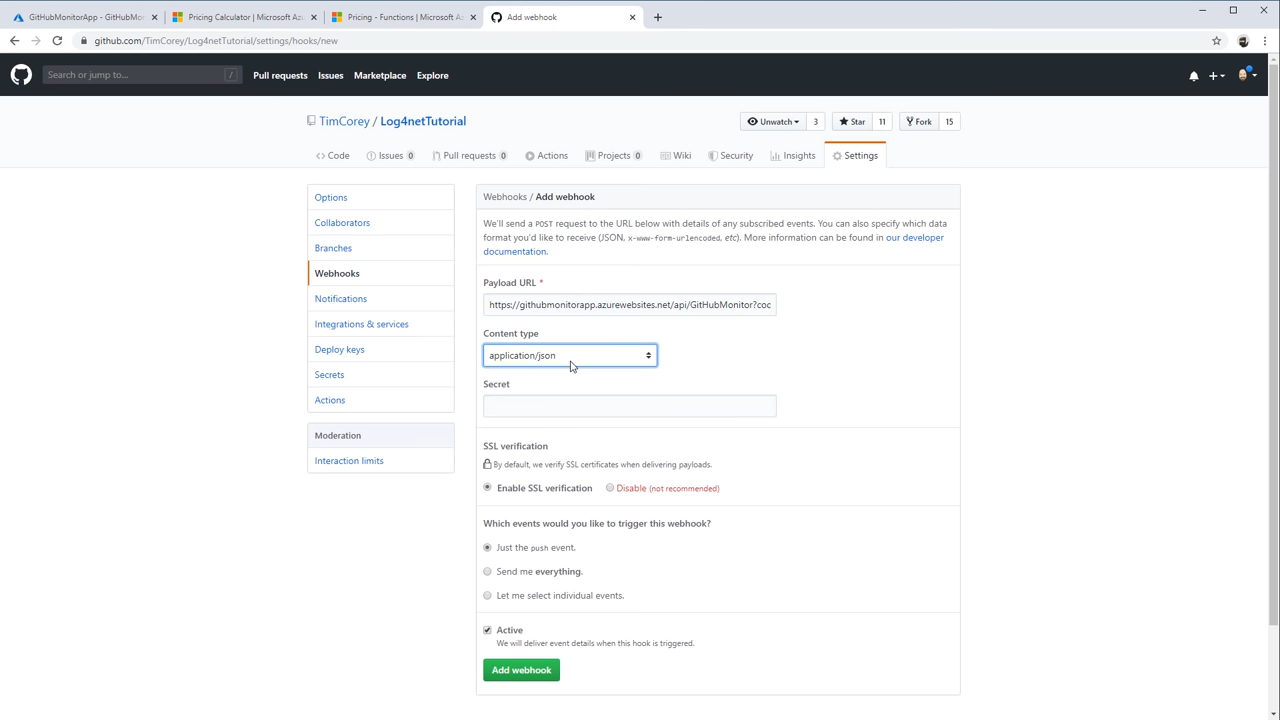 GitHubMonitorApp - GitHubMon
Pricing Calculator | Microsoft Az
Pricing - Functions | Microsoft Az
Add webhook
github.com/TimCorey/Log4netTutorial/settings/hooks/new
Search or jump to...
/
Pull requests
Issues
Marketplace
Explore
TimCorey / Log4netTutorial
Unwatch 3
Star 11
Fork 15
Code
Issues 0
Pull requests 0
Actions
Projects 0
Wiki
Security
Insights
Settings
Options
Collaborators
Branches
Webhooks
Notifications
Integrations & services
Deploy keys
Secrets
Actions
Moderation
Interaction limits
Webhooks / Add webhook
We'll send a POST request to the URL below with details of any subscribed events. You can also specify which data
format you'd like to receive (JSON, x-www-form-urlencoded, etc). More information can be found in our developer
documentation.
Payload URL *
https://githubmonitorapp.azurewebsites.net/api/GitHubMonitor?coc
Content type
application/json
Secret
SSL verification
By default, we verify SSL certificates when delivering payloads.
Enable SSL verification
Disable (not recommended)
Which events would you like to trigger this webhook?
Just the push event.
Send me everything.
Let me select individual events.
Active
We will deliver event details when this hook is triggered.
Add webhook